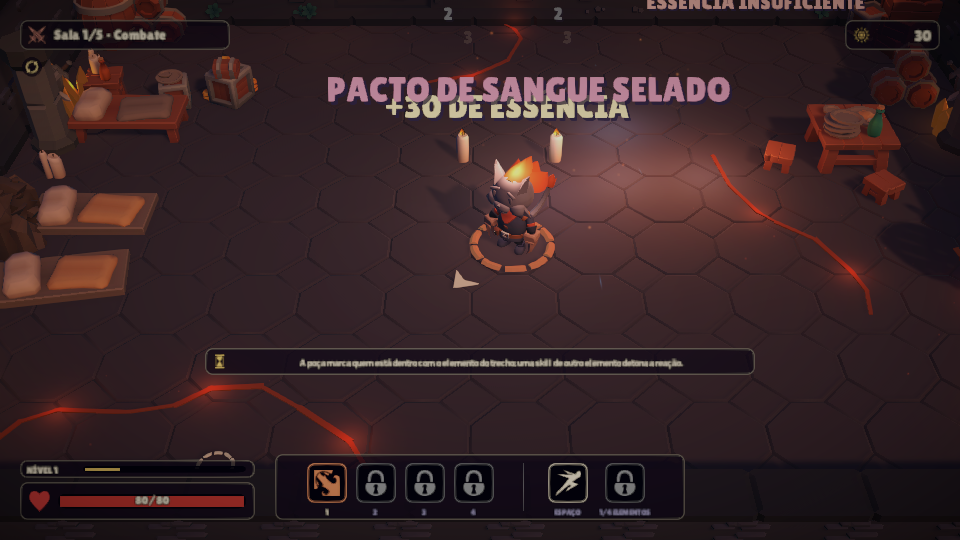 ESSÊNCIA INSUFICIENTE
2 2
Sala 1/5 - Combate
30
3 3
PACTO DE SANGUE SELADO
+30 DE ESSÊNCIA
A poça marca quem está dentro com o elemento do trecho: uma skill de outro elemento detona a reação.
NÍVEL 1
80/80
1 2 3 4 ESPAÇO 1/4 ELEMENTOS